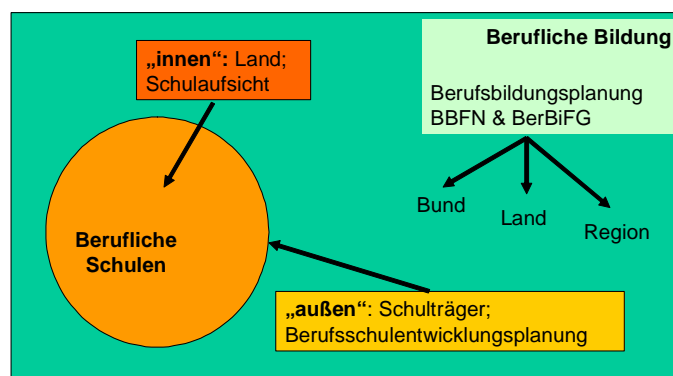 „innen“: Land;
Schulaufsicht
Berufliche Bildung
Berufsbildungsplanung
BBFN & BerBiFG
Bund
Land
Region
Berufliche
Schulen
„außen“: Schulträger;
Berufsschulentwicklungsplanung